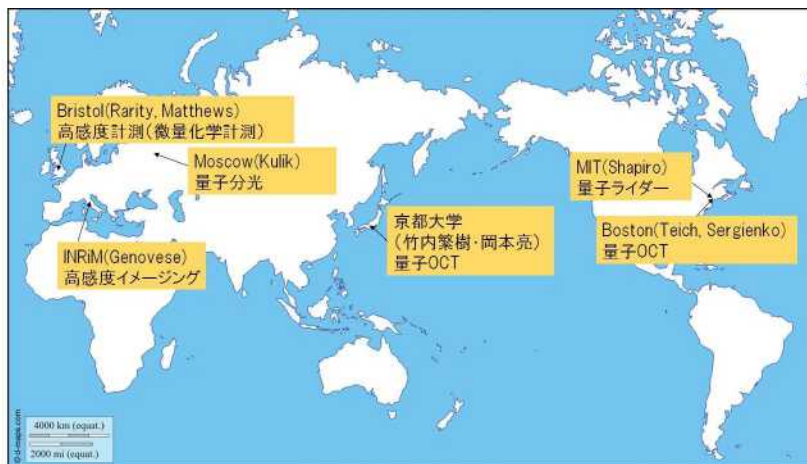 Bristol(Rarity, Matthews)
高感度計測(微量化学計測)
Moscow(Kulik)
量子分光
INRiM(Genovese)
高感度イメージング
京都大学
(竹内繁樹・岡本亮)
量子OCT
MIT(Shapiro)
量子ライダー
Boston(Teich, Sergienko)
量子OCT
4000 km (equat.)
2000 mi (equat.)
© d-maps.com